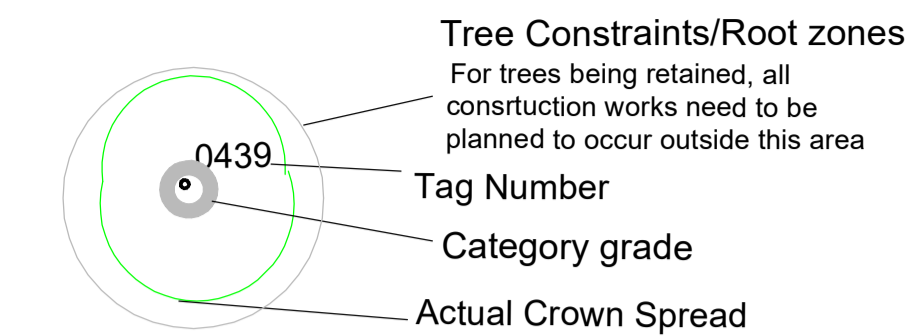 Tree Constraints/Root zones
For trees being retained, all
consrtuction works need to be
planned to occur outside this area
0439
Tag Number
Category grade
Actual Crown Spread